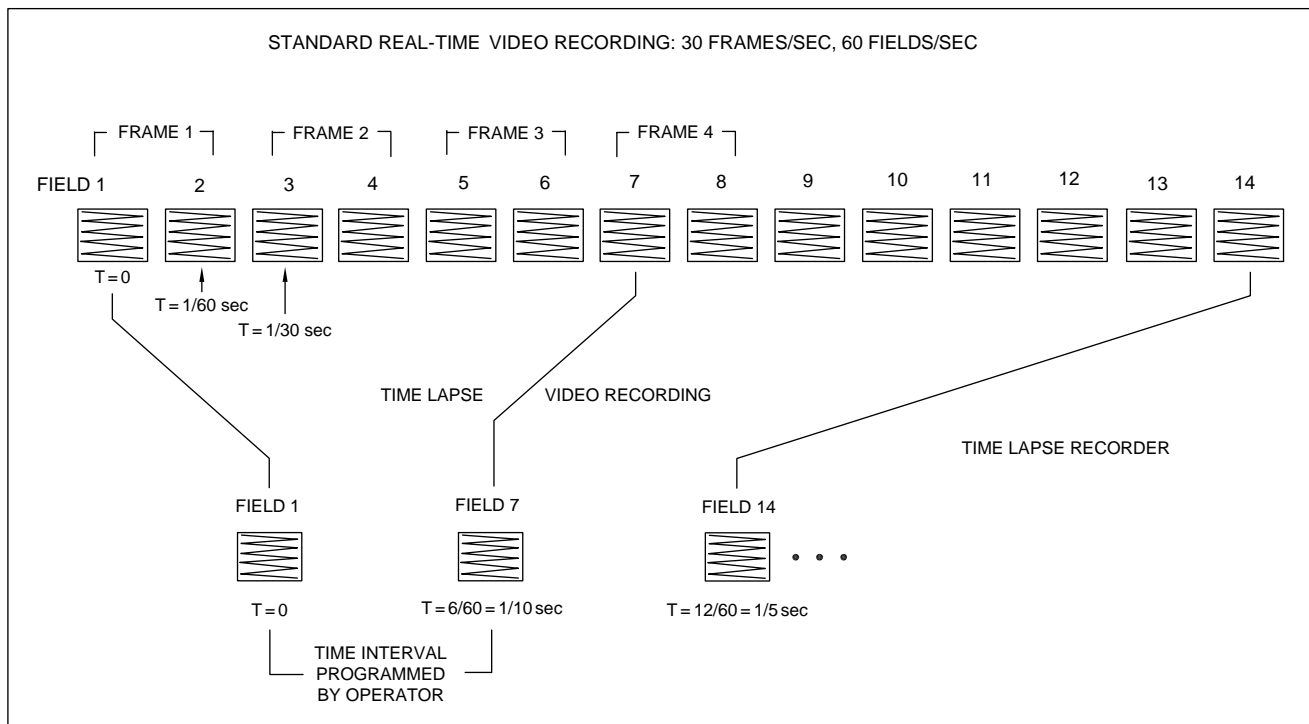 STANDARD REAL-TIME VIDEO RECORDING: 30 FRAMES/SEC, 60 FIELDS/SEC
FRAME 1 FRAME 2 FRAME 3 FRAME 4
FIELD 1 2 3 4 5 6 7 8 9 10 11 12 13 14
T = 0
T = 1/60 sec
T = 1/30 sec
TIME LAPSE VIDEO RECORDING
TIME LAPSE RECORDER
FIELD 1 FIELD 7 FIELD 14
T = 0 T = 6/60 = 1/10 sec T = 12/60 = 1/5 sec
TIME INTERVAL
PROGRAMMED
BY OPERATOR